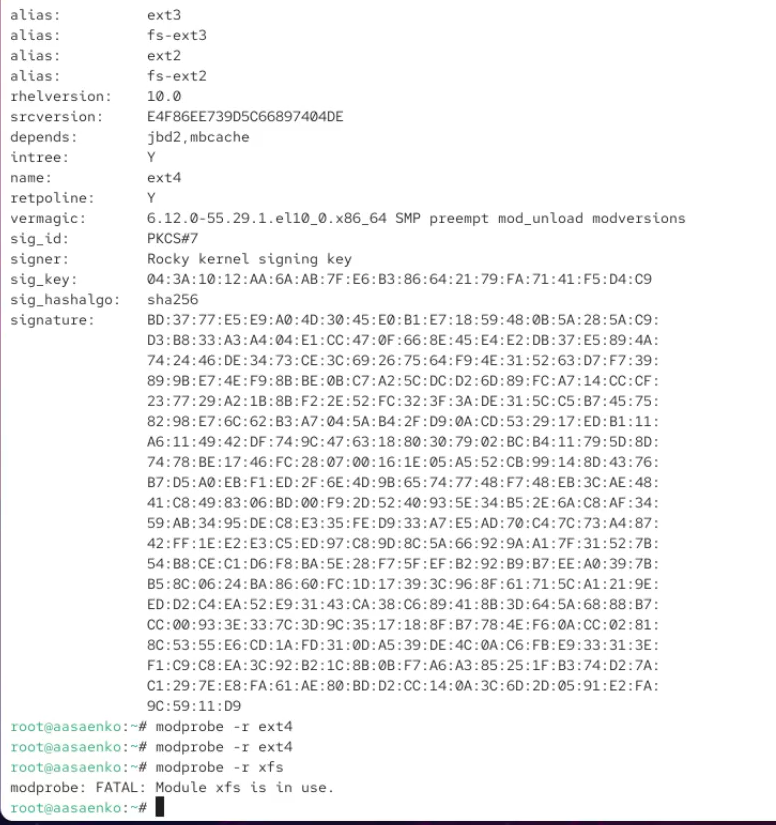 alias:          ext3
alias:          fs-ext3
alias:          ext2
alias:          fs-ext2
rhelversion:    10.0
srcversion:     E4F86EE739D5C66897404DE
depends:        jbd2,mbcache
intree:         Y
name:           ext4
retpoline:      Y
vermagic:       6.12.0-55.29.1.el10_0.x86_64 SMP preempt mod_unload modversions
sig_id:         PKCS#7
signer:         Rocky kernel signing key
sig_key:        04:3A:10:12:AA:6A:AB:7F:E6:B3:86:64:21:79:FA:71:41:F5:D4:C9
sig_hashalgo:   sha256
signature:      BD:37:77:E5:E9:A0:4D:30:45:E0:B1:E7:18:59:48:0B:5A:28:5A:C9:
                D3:B8:33:A3:A4:04:E1:CC:47:0F:66:8E:45:E4:E2:DB:37:E5:89:4A:
                74:24:46:DE:34:73:CE:3C:69:26:75:64:F9:4E:31:52:63:D7:F7:39:
                89:9B:E7:4E:F9:8B:BE:0B:C7:A2:5C:DC:D2:6D:89:FC:A7:14:CC:CF:
                23:77:29:A2:1B:8B:F2:2E:52:FC:32:3F:3A:DE:31:5C:C5:B7:45:75:
                82:98:E7:6C:62:B3:A7:04:5A:B4:2F:D9:0A:CD:53:29:17:ED:B1:11:
                A6:11:49:42:DF:74:9C:47:63:18:80:30:79:02:BC:B4:11:79:5D:8D:
                74:78:BE:17:46:FC:28:07:00:16:1E:05:A5:52:CB:99:14:8D:43:76:
                B7:D5:A0:EB:F1:ED:2F:6E:4D:9B:65:74:77:48:F7:48:EB:3C:AE:48:
                41:C8:49:83:06:BD:00:F9:2D:52:40:93:5E:34:B5:2E:6A:C8:AF:34:
                59:AB:34:95:DE:C8:E3:35:FE:D9:33:A7:E5:AD:70:C4:7C:73:A4:87:
                42:FF:1E:E2:E3:C5:ED:97:C8:9D:8C:5A:66:92:9A:A1:7F:31:52:7B:
                54:B8:CE:C1:D6:F8:BA:5E:28:F7:5F:EF:B2:92:B9:B7:EE:A0:39:7B:
                B5:8C:06:24:BA:86:60:FC:1D:17:39:3C:96:8F:61:71:5C:A1:21:9E:
                ED:D2:C4:EA:52:E9:31:43:CA:38:C6:89:41:8B:3D:64:5A:68:88:B7:
                CC:00:93:3E:33:7C:3D:9C:35:17:18:8F:B7:78:4E:F6:0A:CC:02:81:
                8C:53:55:E6:CD:1A:FD:31:0D:A5:39:DE:4C:0A:C6:FB:E9:33:31:3E:
                F1:C9:C8:EA:3C:92:B2:1C:8B:0B:F7:A6:A3:85:25:1F:B3:74:D2:7A:
                C1:29:7E:E8:FA:61:AE:80:BD:D2:CC:14:0A:3C:6D:2D:05:91:E2:FA:
                9C:59:11:D9
root@aasaenko:~# modprobe -r ext4
root@aasaenko:~# modprobe -r ext4
root@aasaenko:~# modprobe -r xfs
modprobe: FATAL: Module xfs is in use.
root@aasaenko:~#